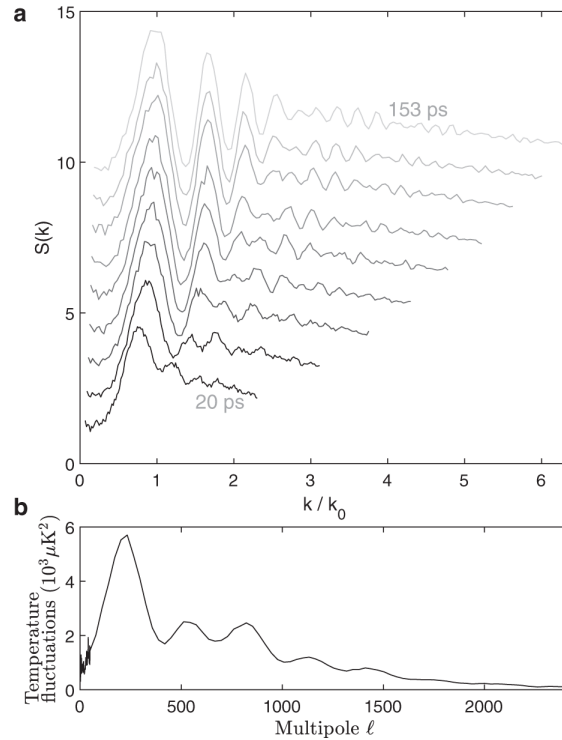 a
15
10
5
0
S(k)
153 ps
20 ps
0 1 2 3 4 5 6
k / k0
b
6
4
2
0
Temperature
fluctuations (10³μK²)
0 500 1000 1500 2000
Multipole ℓ